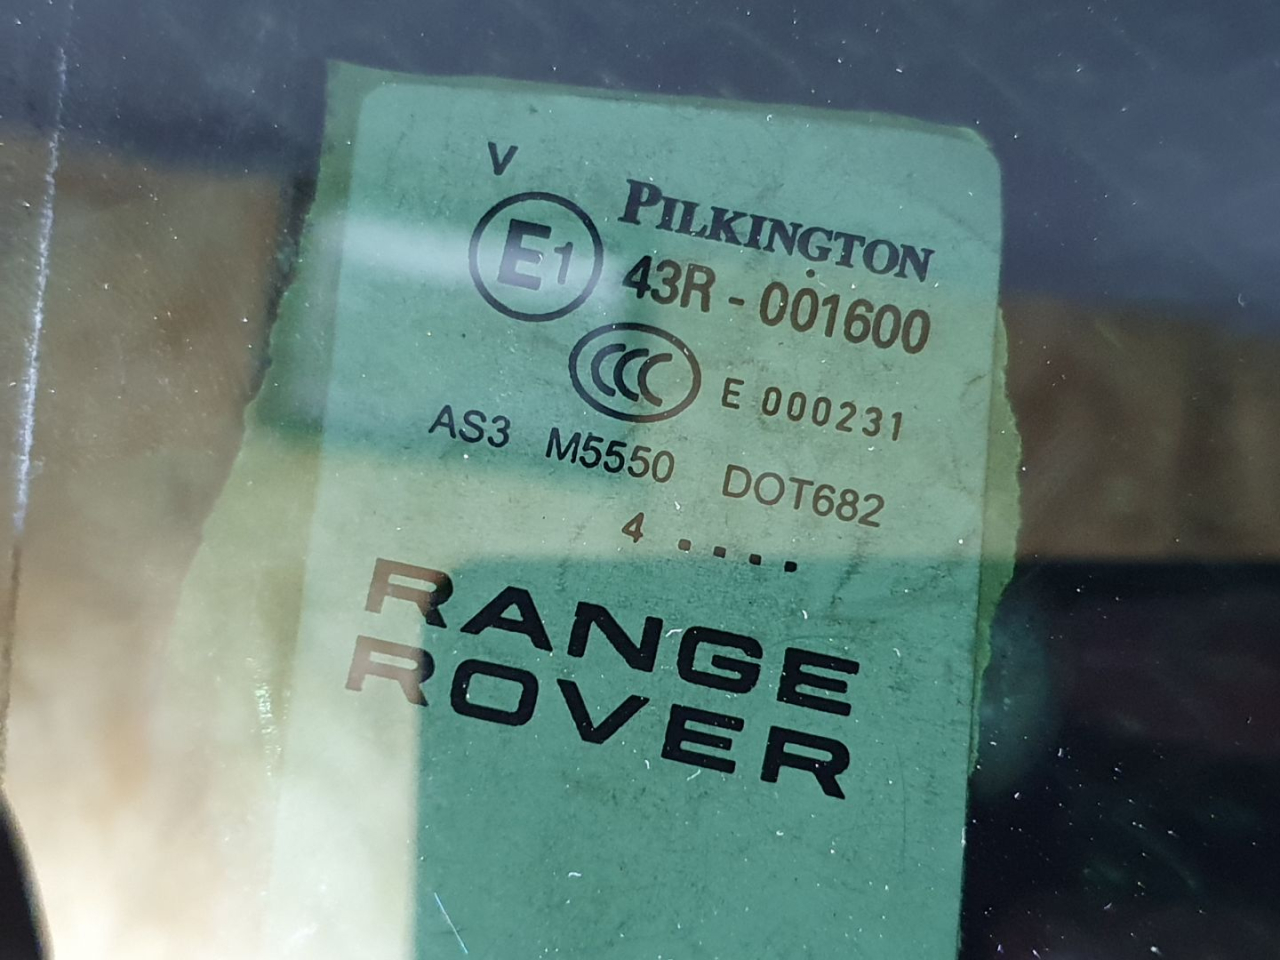 V
E1 PILKINGTON
43R - 001600
CCC E 000231
AS3 M5550 DOT682
4 ....
RANGE
ROVER